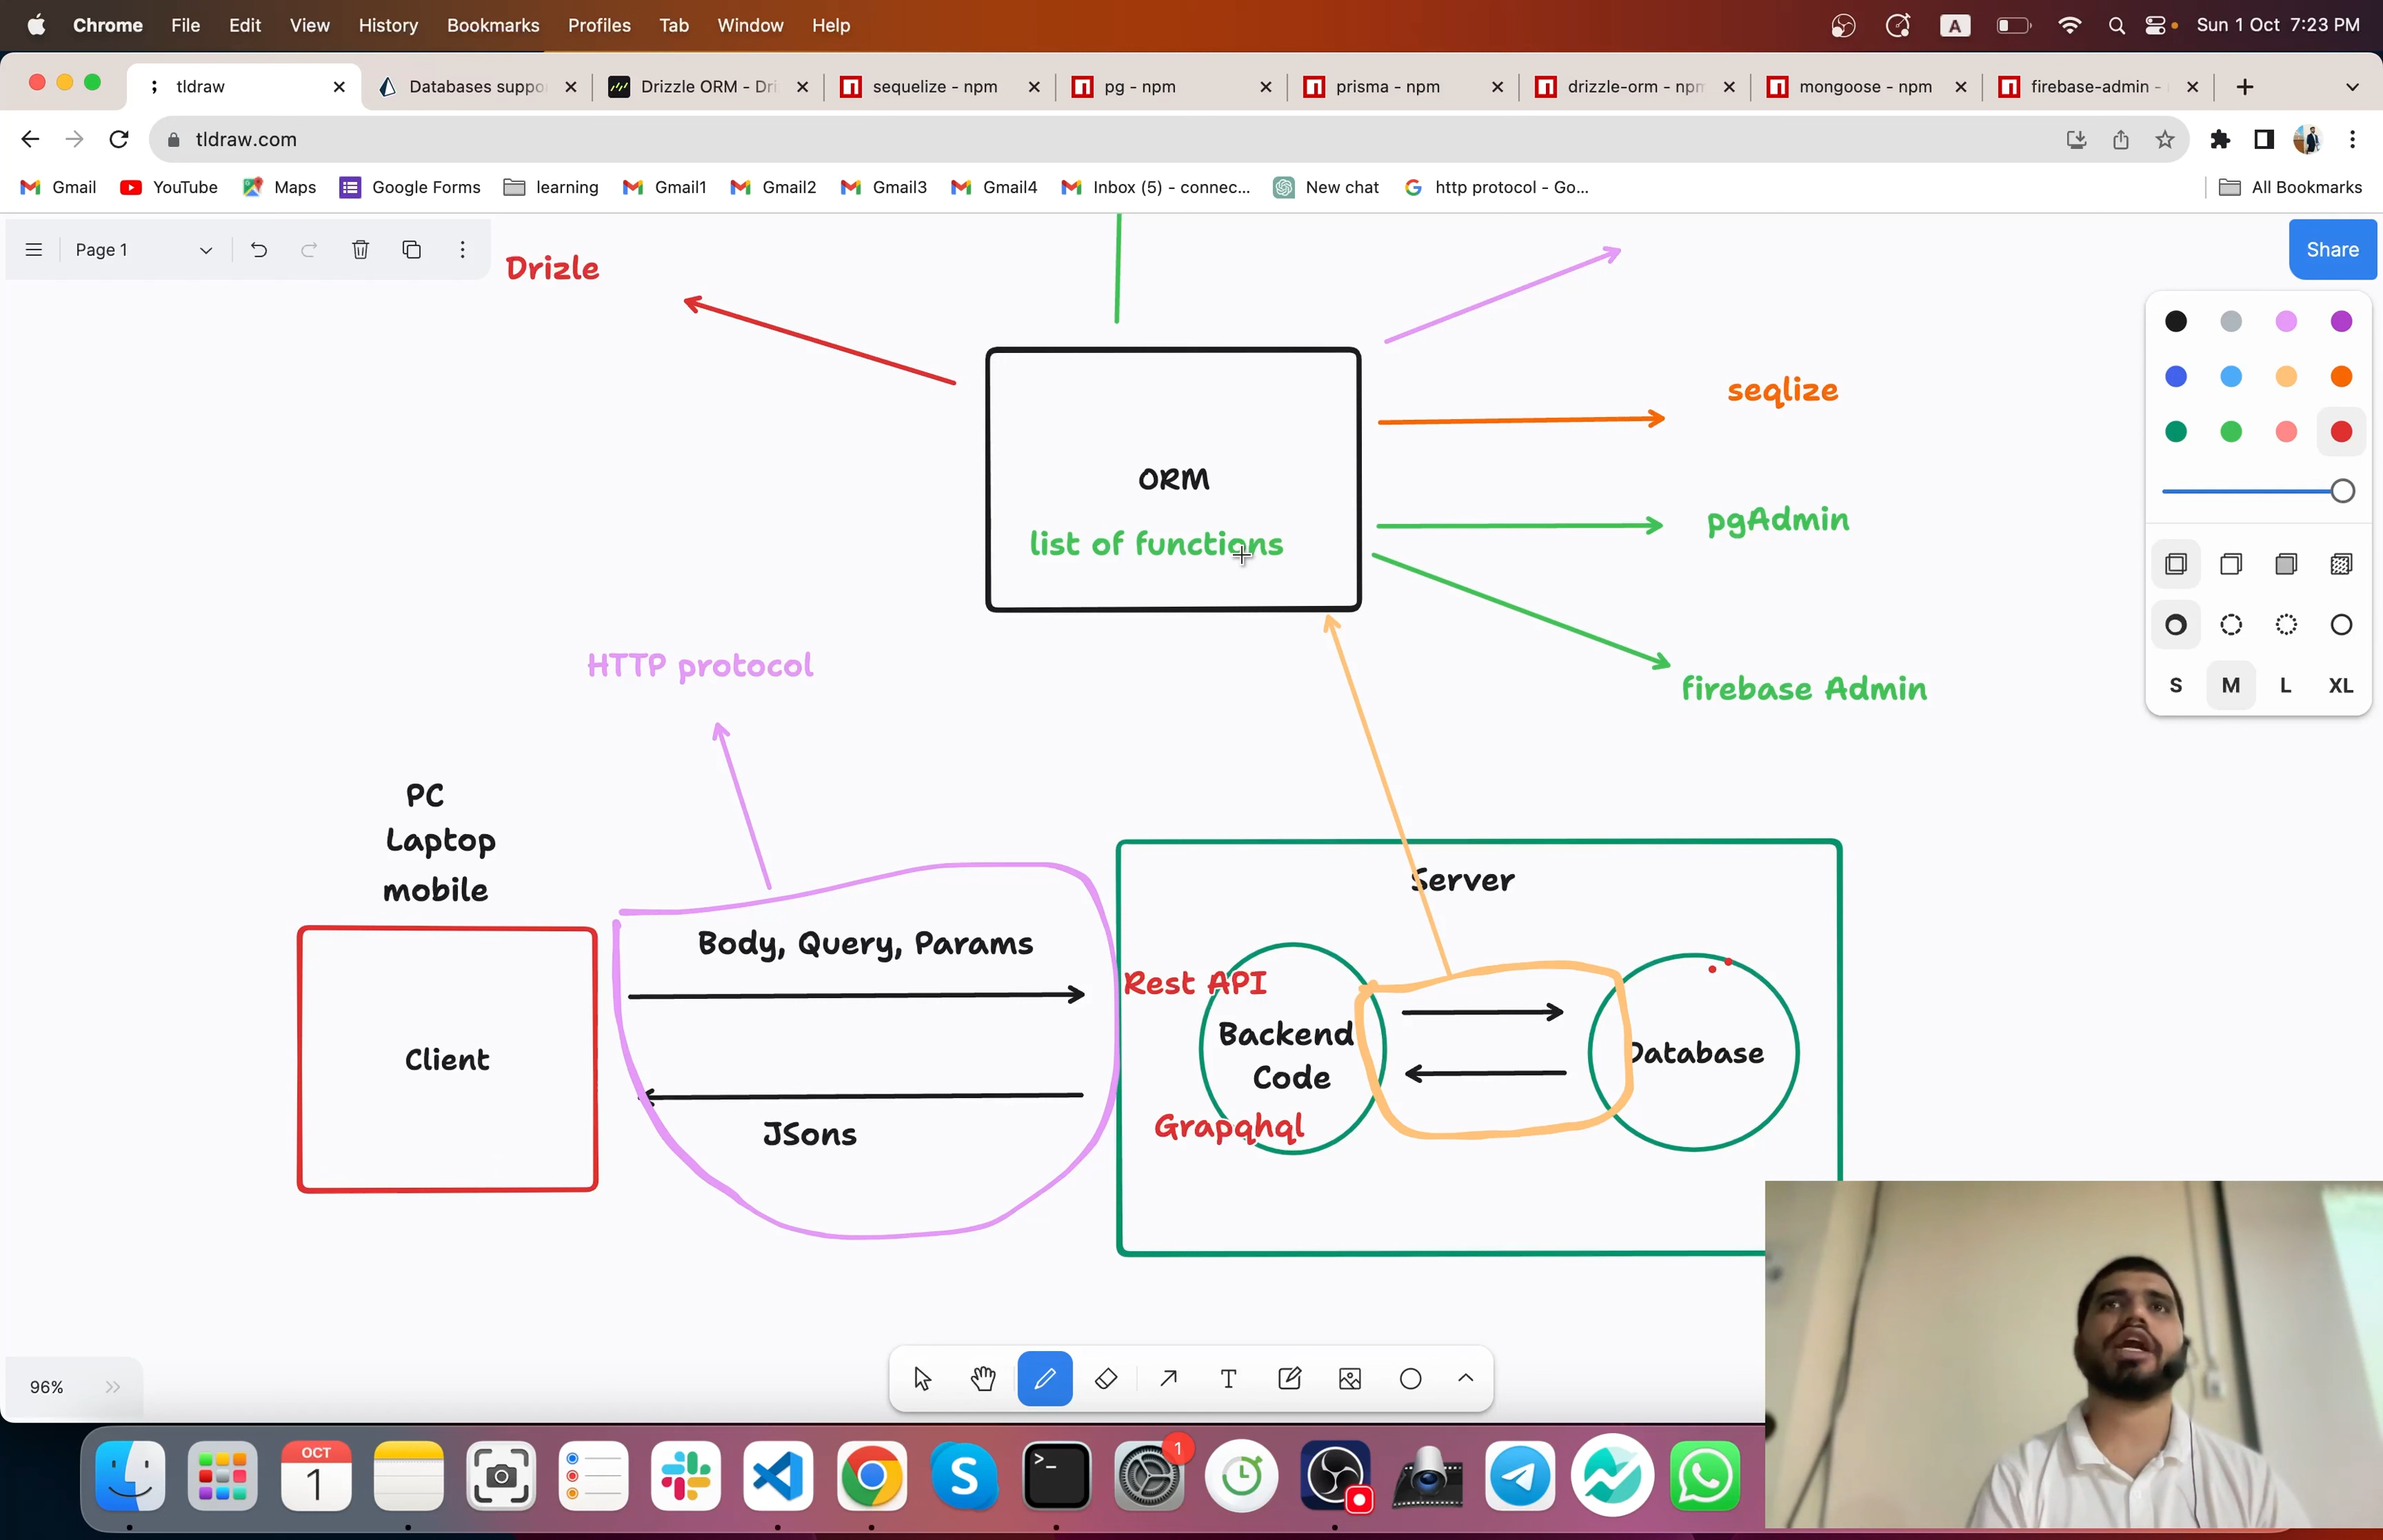 Chrome File Edit View History Bookmarks Profiles Tab Window Help A Sun 1 Oct 7:23 PM
tldraw Databases suppo Drizzle ORM - Dri sequelize - npm pg - npm prisma - npm drizzle-orm - npm mongoose - npm firebase-admin -
tldraw.com
Gmail YouTube Maps Google Forms learning Gmail1 Gmail2 Gmail3 Gmail4 Inbox (5) - connec... New chat http protocol - Go... All Bookmarks
Page 1 Share
Drizle
seqlize
ORM
pgAdmin
list of functions
HTTP protocol
firebase Admin
S M L XL
PC
Laptop
mobile
Server
Body, Query, Params
Rest API
Backend
Code
Database
Client
Grapqhql
JSons
96%
T
OCT
1
S
>_
1